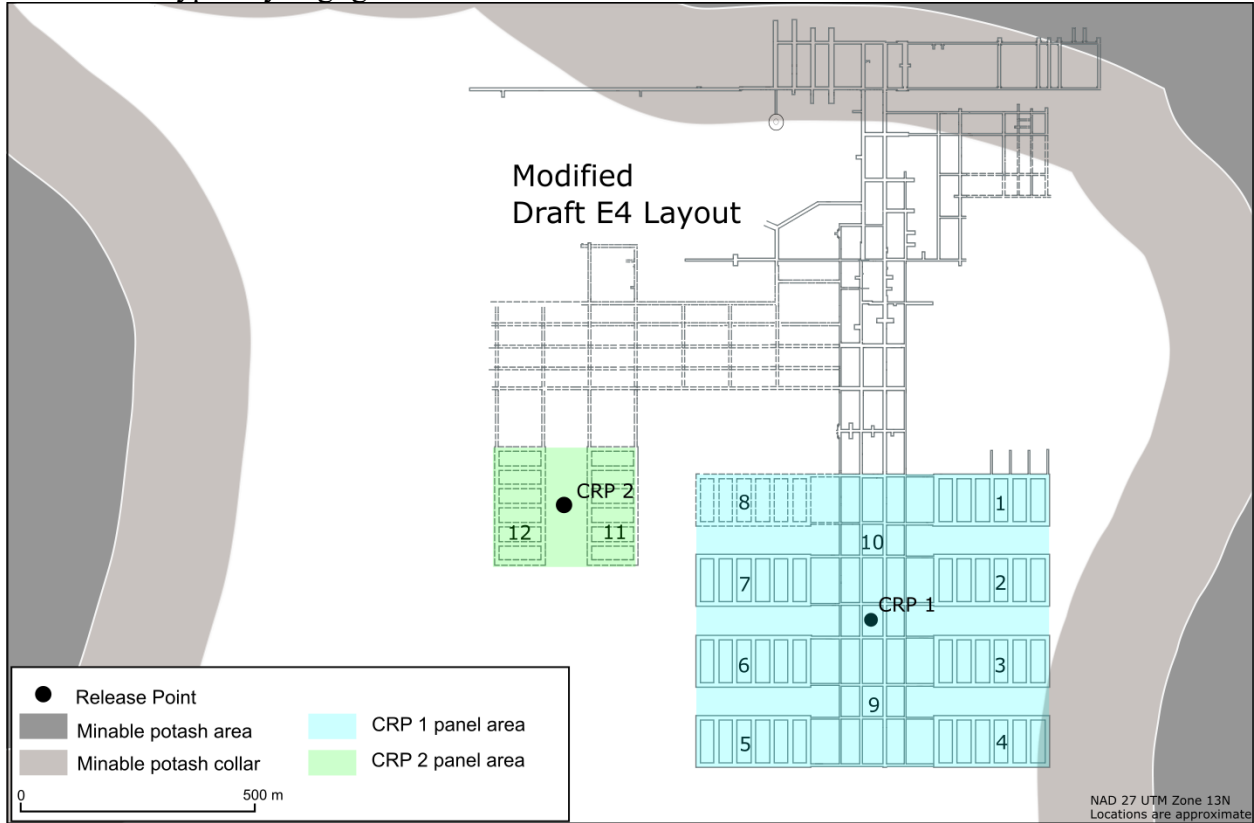 Modified
Draft E4 Layout
CRP 2
12
11
8
1
10
7
2
CRP 1
6
3
9
5
4
Release Point
Minable potash area
Minable potash collar
CRP 1 panel area
CRP 2 panel area
0
500 m
NAD 27 UTM Zone 13N
Locations are approximate